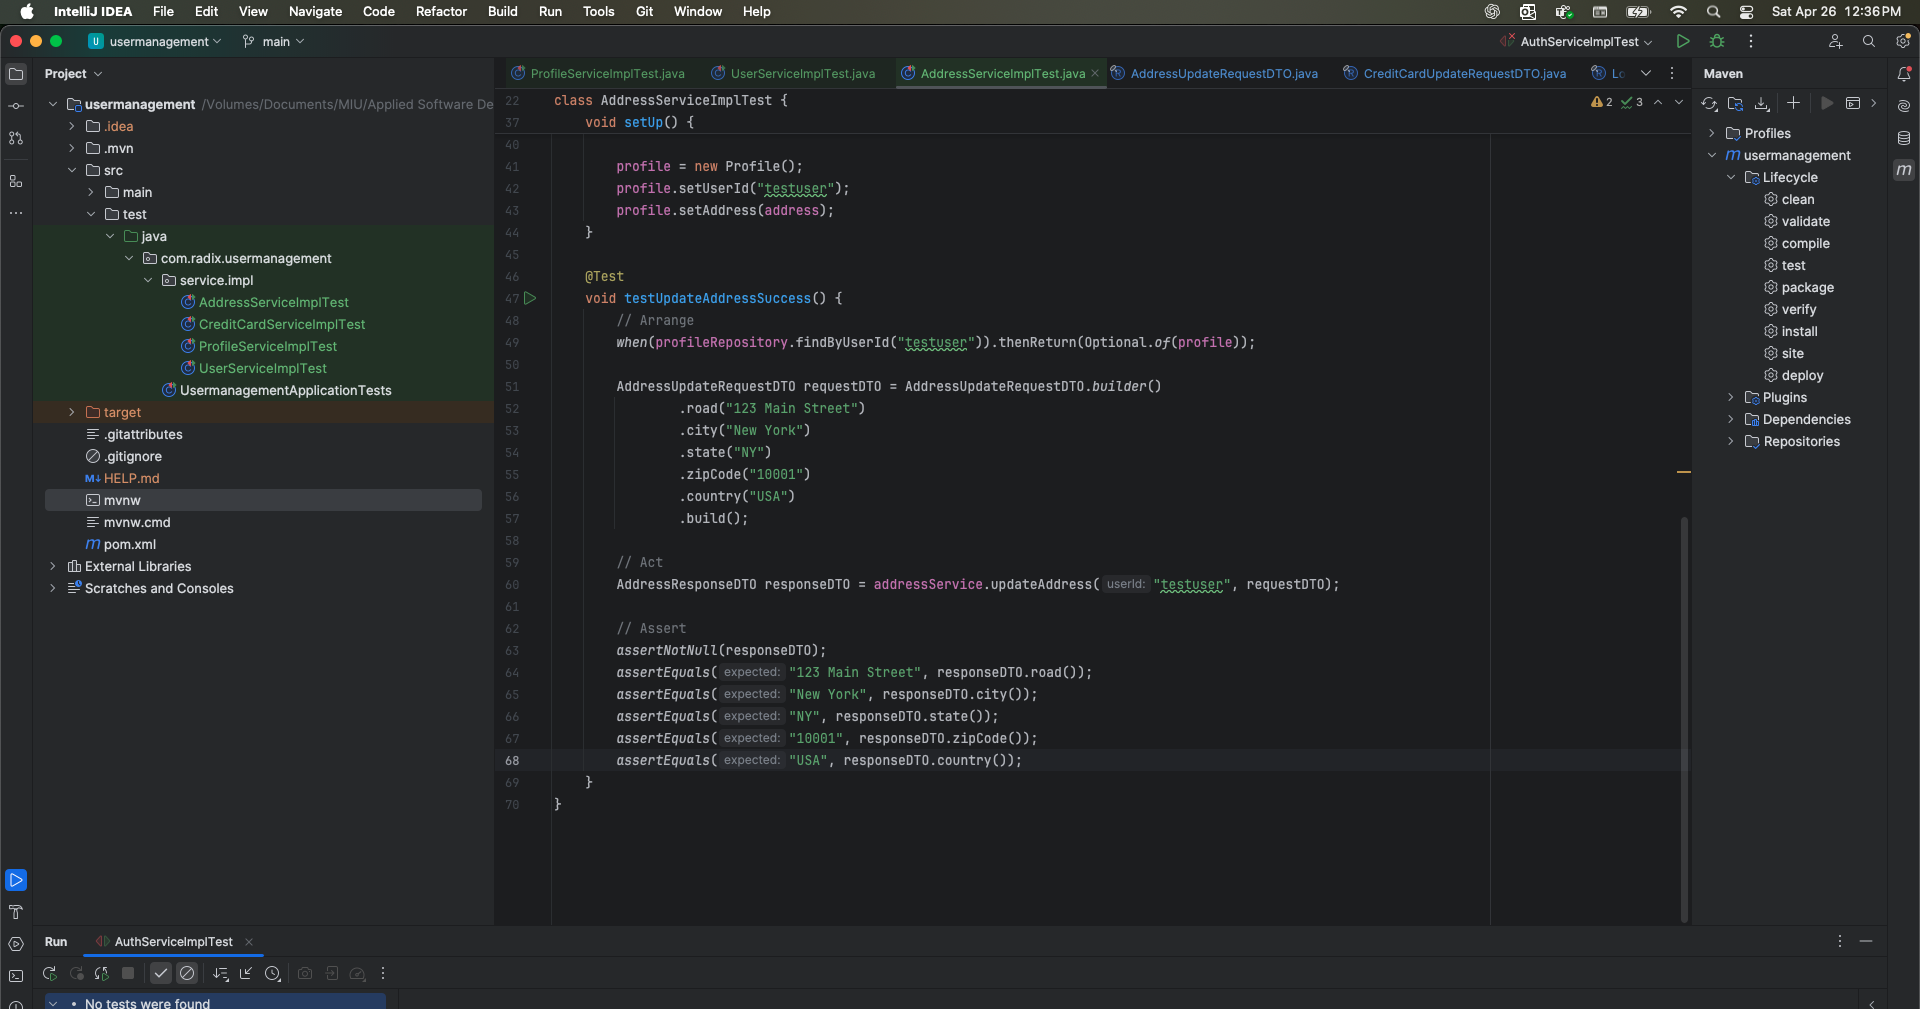 IntelliJ IDEA File Edit View Navigate Code Refactor Build Run Tools Git Window Help Sat Apr 26 12:36 PM
U usermanagement main AuthServiceImplTest
Project
usermanagement /Volumes/Documents/MIU/Applied Software De
.idea
.mvn
src
main
test
java
com.radix.usermanagement
service.impl
AddressServiceImplTest
CreditCardServiceImplTest
ProfileServiceImplTest
UserServiceImplTest
UsermanagementApplicationTests
target
.gitattributes
.gitignore
M↓ HELP.md
mvnw
mvnw.cmd
m pom.xml
External Libraries
Scratches and Consoles
ProfileServiceImplTest.java UserServiceImplTest.java AddressServiceImplTest.java AddressUpdateRequestDTO.java CreditCardUpdateRequestDTO.java Lo
22 class AddressServiceImplTest { 2 3
37 void setUp() {
40
41 profile = new Profile();
42 profile.setUserId("testuser");
43 profile.setAddress(address);
44 }
45
46 @Test
47 void testUpdateAddressSuccess() {
48 // Arrange
49 when(profileRepository.findByUserId("testuser")).thenReturn(Optional.of(profile));
50
51 AddressUpdateRequestDTO requestDTO = AddressUpdateRequestDTO.builder()
52 .road("123 Main Street")
53 .city("New York")
54 .state("NY")
55 .zipCode("10001")
56 .country("USA")
57 .build();
58
59 // Act
60 AddressResponseDTO responseDTO = addressService.updateAddress( userId: "testuser", requestDTO);
61
62 // Assert
63 assertNotNull(responseDTO);
64 assertEquals( expected: "123 Main Street", responseDTO.road());
65 assertEquals( expected: "New York", responseDTO.city());
66 assertEquals( expected: "NY", responseDTO.state());
67 assertEquals( expected: "10001", responseDTO.zipCode());
68 assertEquals( expected: "USA", responseDTO.country());
69 }
70 }
Maven
Profiles
m usermanagement
Lifecycle
clean
validate
compile
test
package
verify
install
site
deploy
Plugins
Dependencies
Repositories
m
Run AuthServiceImplTest
No tests were found